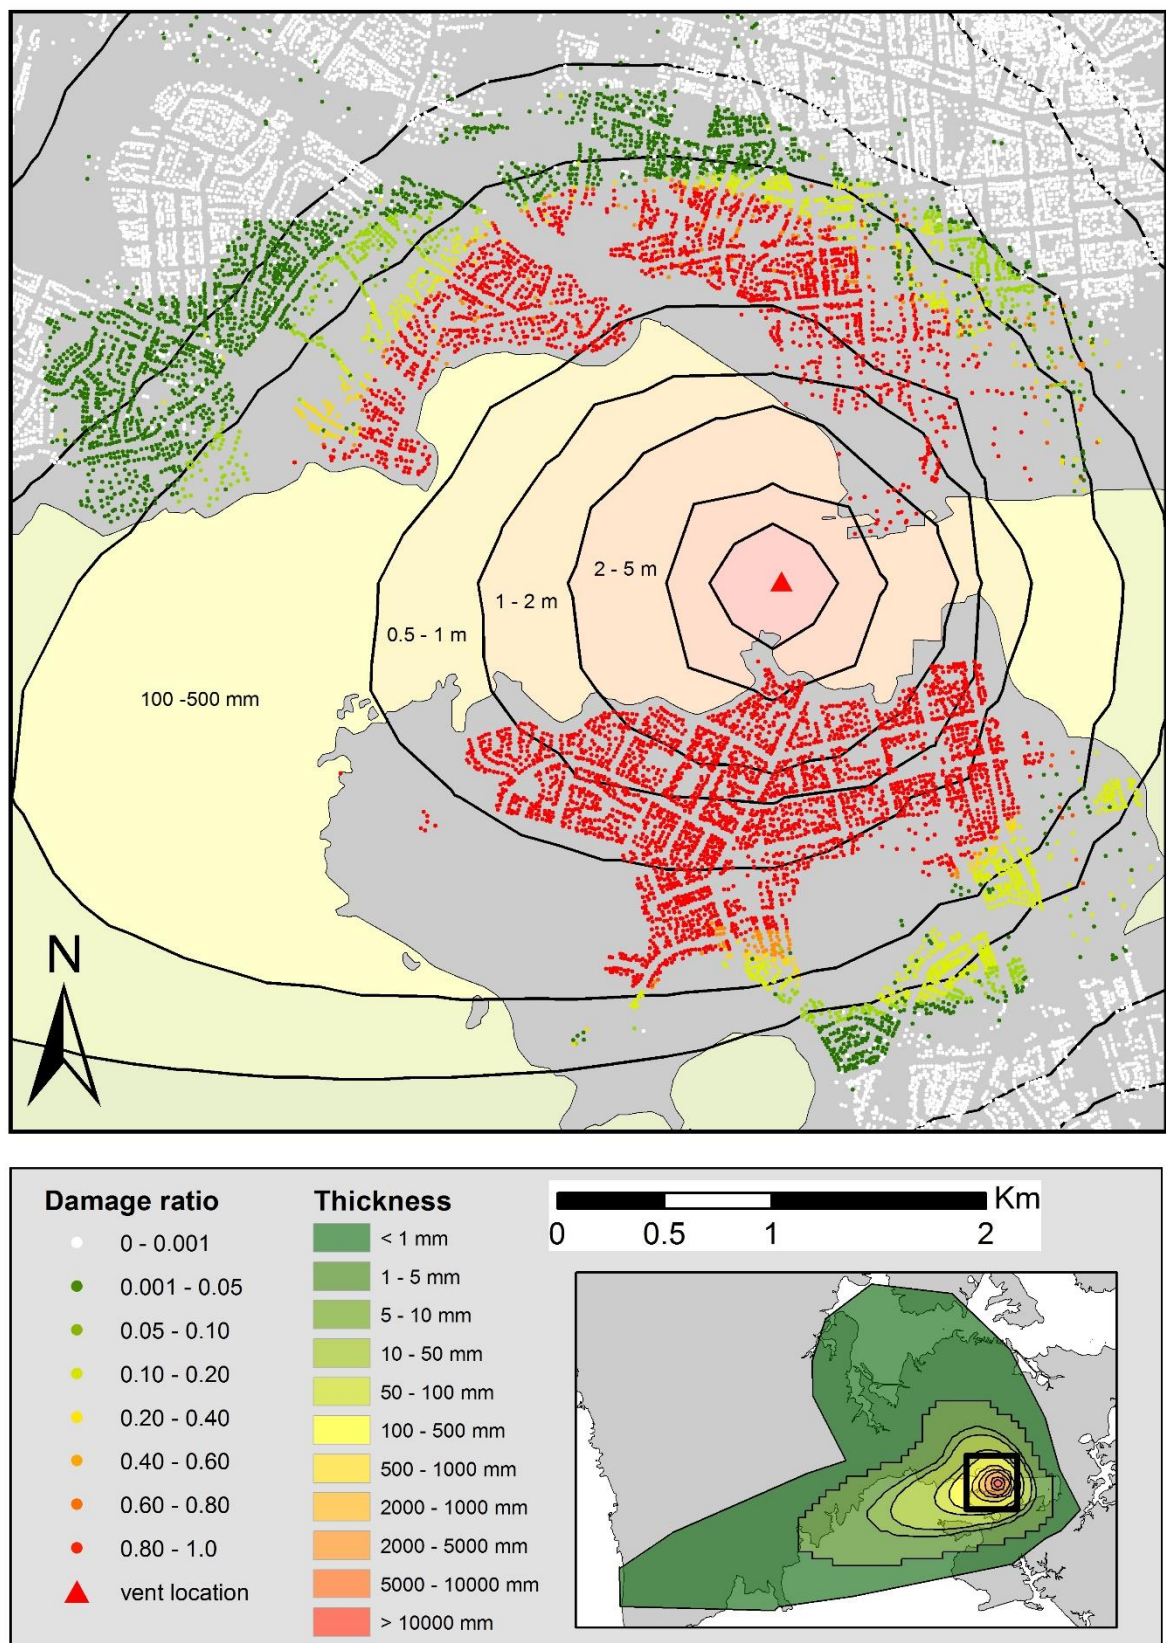 2 - 5 m
1 - 2 m
0.5 - 1 m
100 -500 mm
N
Damage ratio
0 - 0.001
0.001 - 0.05
0.05 - 0.10
0.10 - 0.20
0.20 - 0.40
0.40 - 0.60
0.60 - 0.80
0.80 - 1.0
vent location
Thickness
< 1 mm
1 - 5 mm
5 - 10 mm
10 - 50 mm
50 - 100 mm
100 - 500 mm
500 - 1000 mm
2000 - 1000 mm
2000 - 5000 mm
5000 - 10000 mm
> 10000 mm
Km
0 0.5 1 2